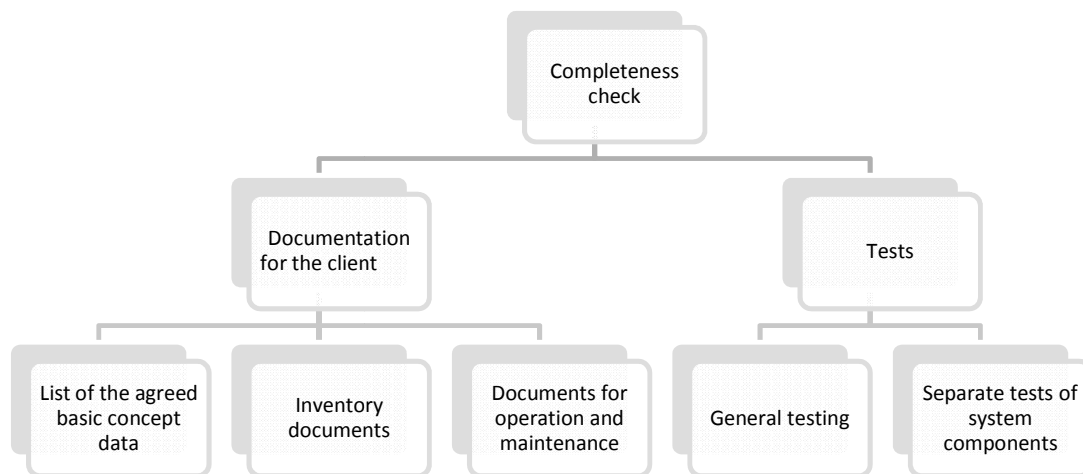 Completeness
check
Documentation
for the client
Tests
List of the agreed
basic concept
data
Inventory
documents
Documents for
operation and
maintenance
General testing
Separate tests of
system
components